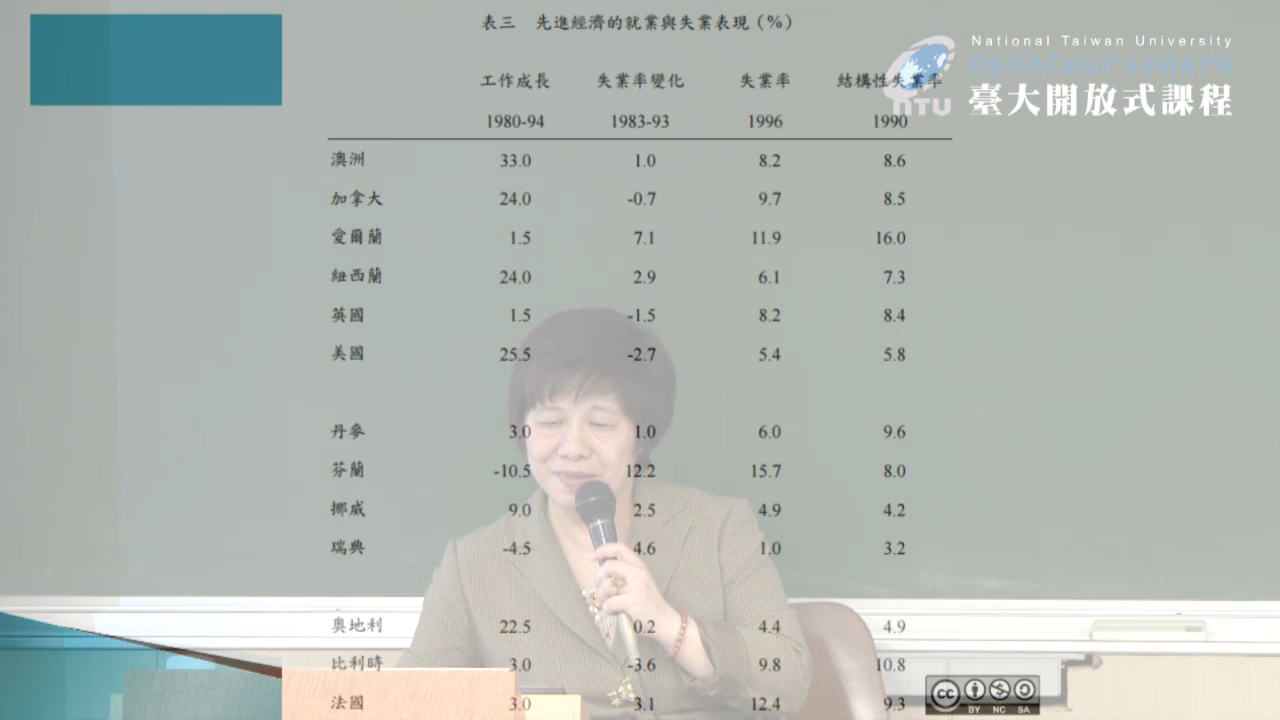 表三 先進經濟的就業與失業表現（%）
National Taiwan University
OpenCourseWare
NTU 臺大開放式課程
工作成長 失業率變化 失業率 結構性失業率
1980-94 1983-93 1996 1990
澳洲 33.0 1.0 8.2 8.6
加拿大 24.0 -0.7 9.7 8.5
愛爾蘭 1.5 7.1 11.9 16.0
紐西蘭 24.0 2.9 6.1 7.3
英國 1.5 -1.5 8.2 8.4
美國 25.5 -2.7 5.4 5.8
丹麥 3.0 1.0 6.0 9.6
芬蘭 -10.5 12.2 15.7 8.0
挪威 9.0 2.5 4.9 4.2
瑞典 -4.5 4.6 1.0 3.2
奧地利 22.5 0.2 4.4 4.9
比利時 3.0 -3.6 9.8 10.8
法國 3.0 3.1 12.4 9.3
cc BY NC SA